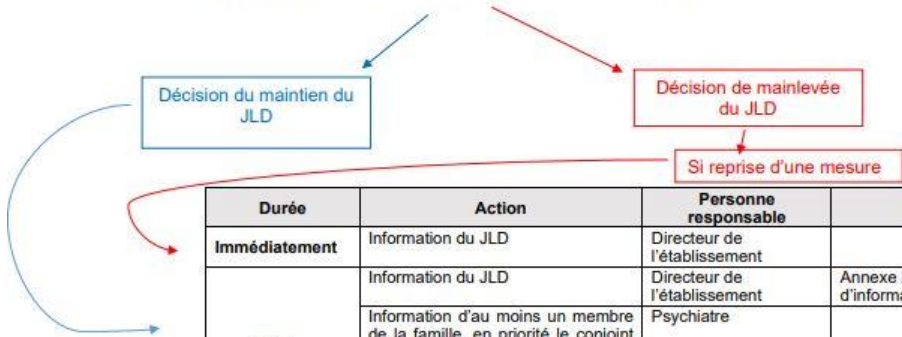 Décision du maintien du
JLD
Décision de mainlevée
du JLD
Si reprise d'une mesure
Durée Action Personne
responsable
Immédiatement Information du JLD Directeur de
l'établissement
Information du JLD Directeur de Annexe
l'établissement d'informa
Information d'au moins un membre Psychiatre
de la famille, en priorité le conjoint